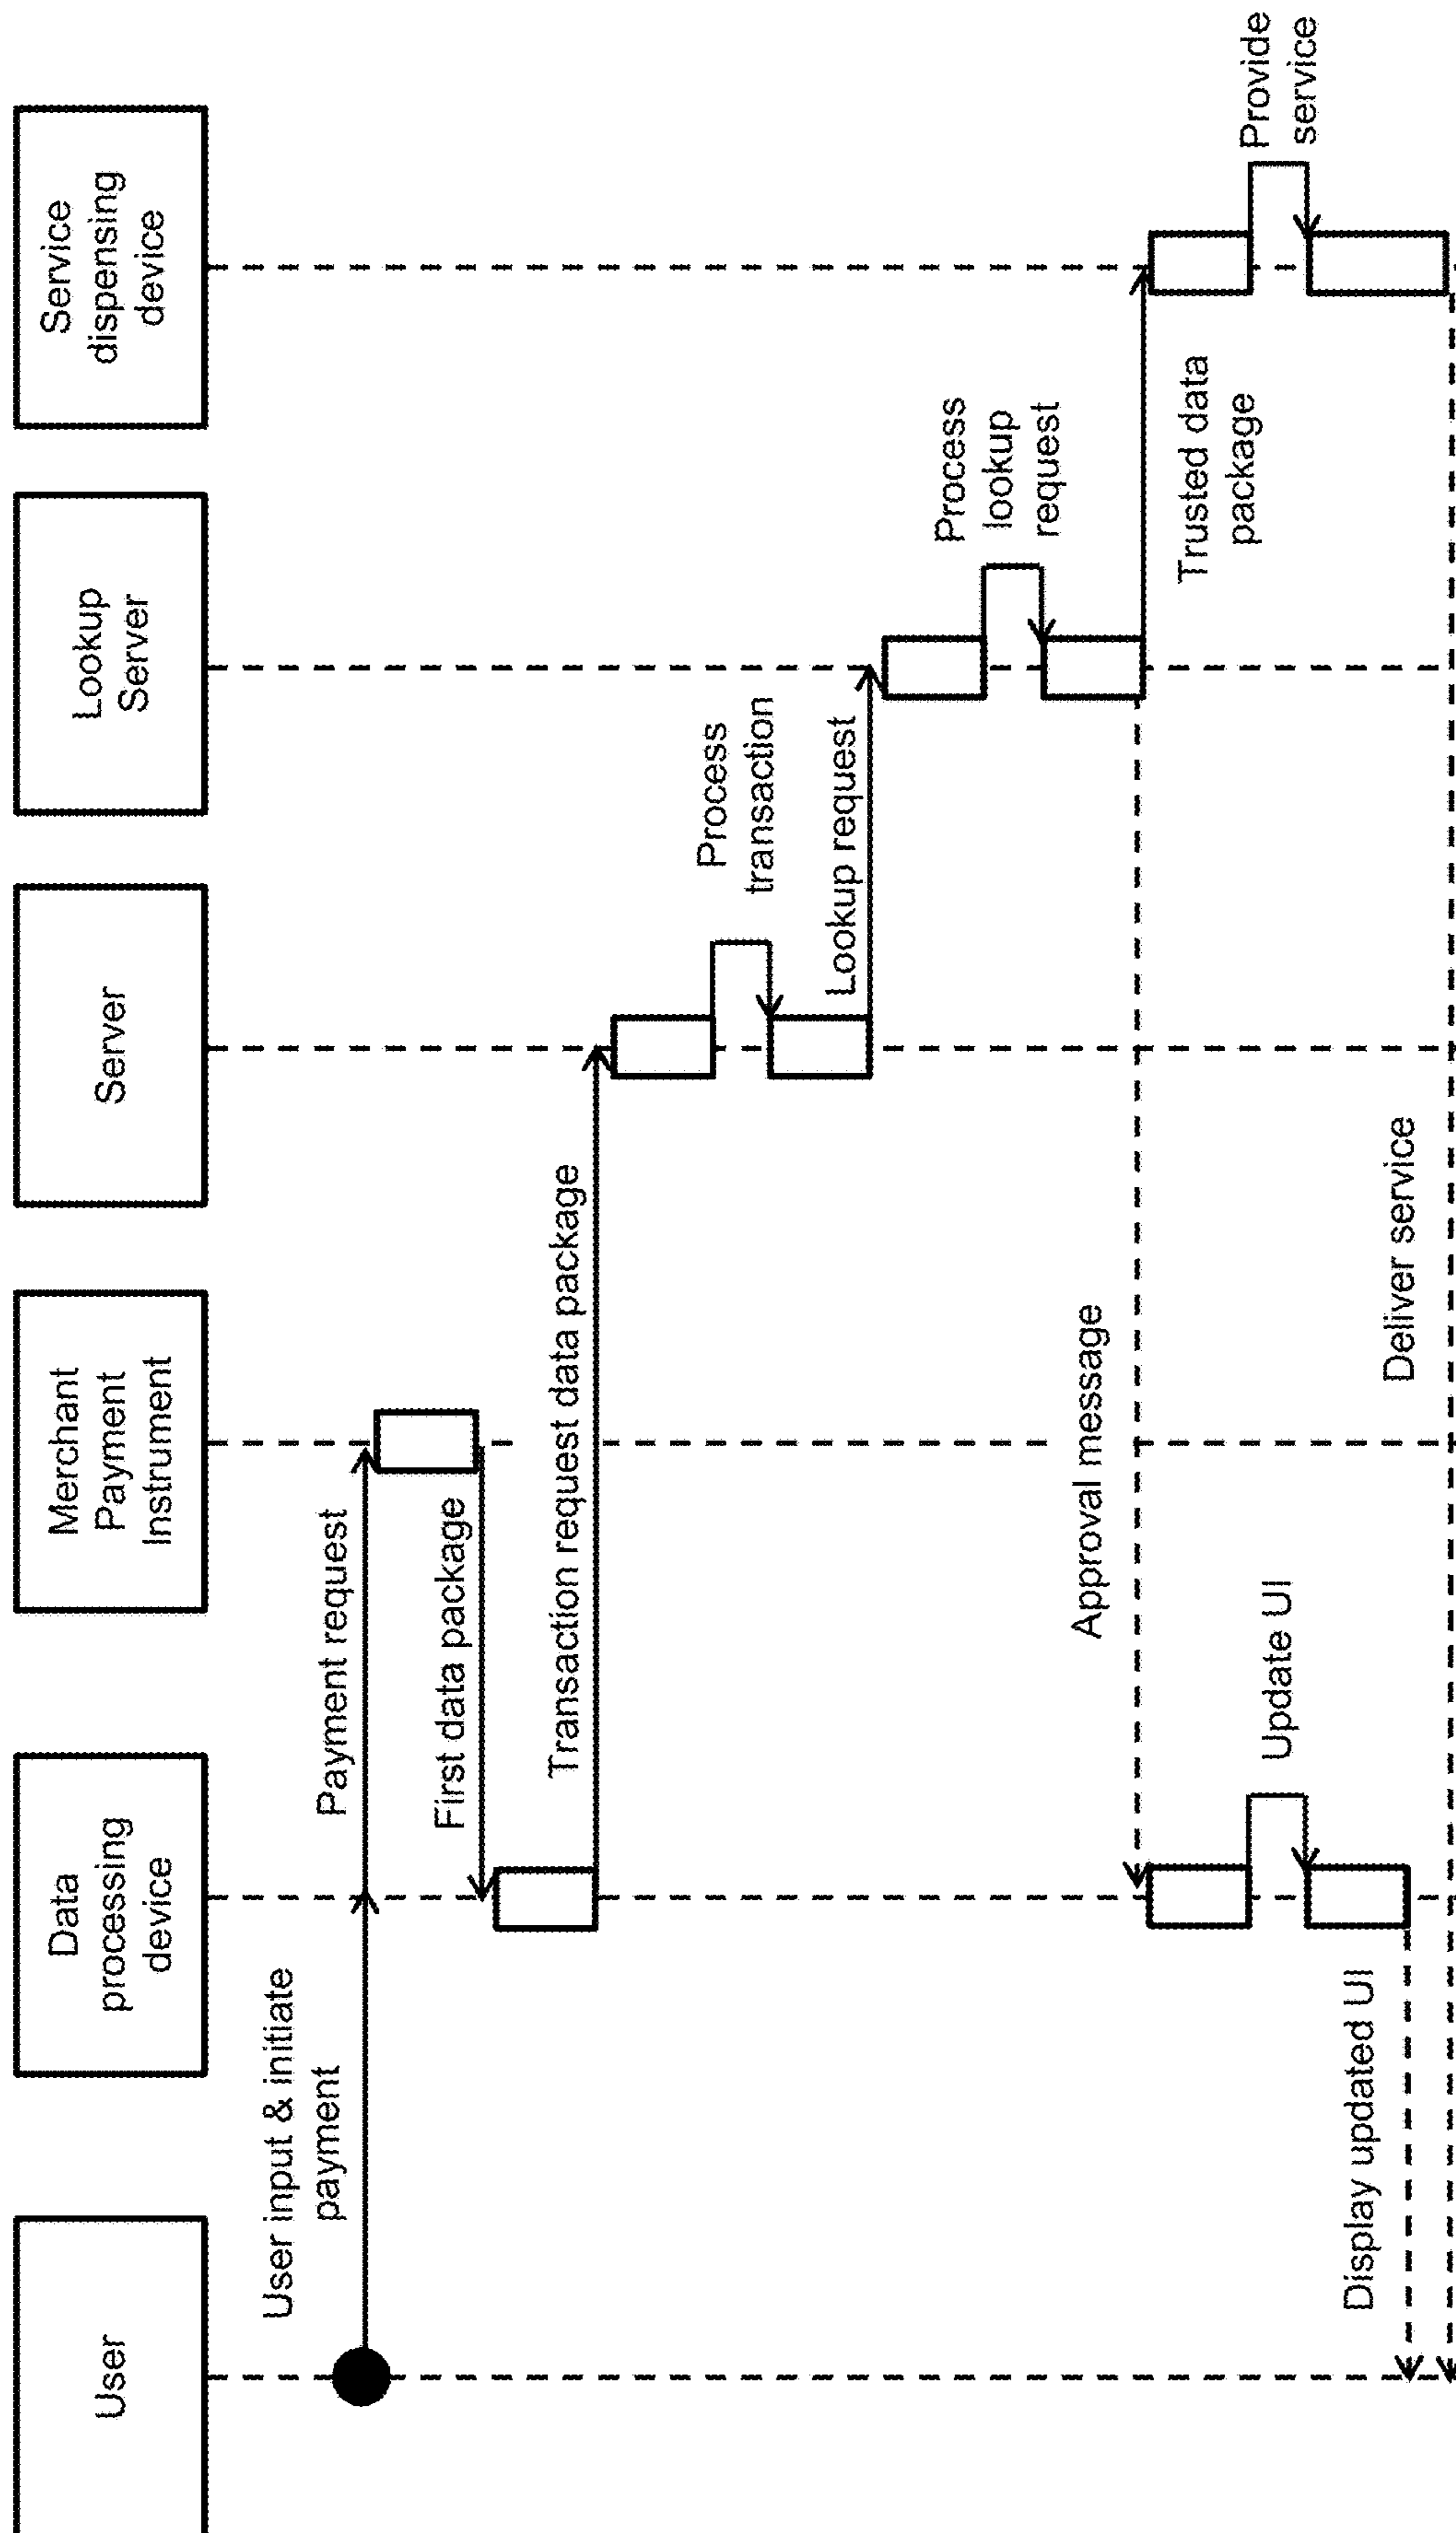 User
Data
processing
device
Merchant
Payment
Instrument
Server
Lookup
Server
Service
dispensing
device
User input & initiate
payment
Payment request
First data package
Transaction request data package
Process
transaction
Lookup request
Process
lookup
request
Approval message
Trusted data
package
Update UI
Provide
service
Display updated UI
Deliver service